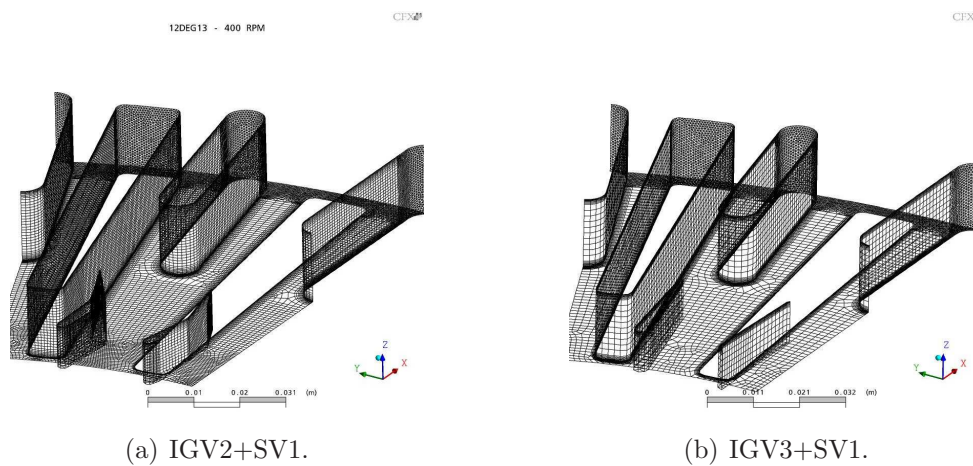 CFX
12DEG13 - 400 RPM
CFX
Z
Y
X
Z
Y
X
0 0.01 0.02 0.031 (m)
0 0.011 0.021 0.032 (m)
(a) IGV2+SV1.
(b) IGV3+SV1.